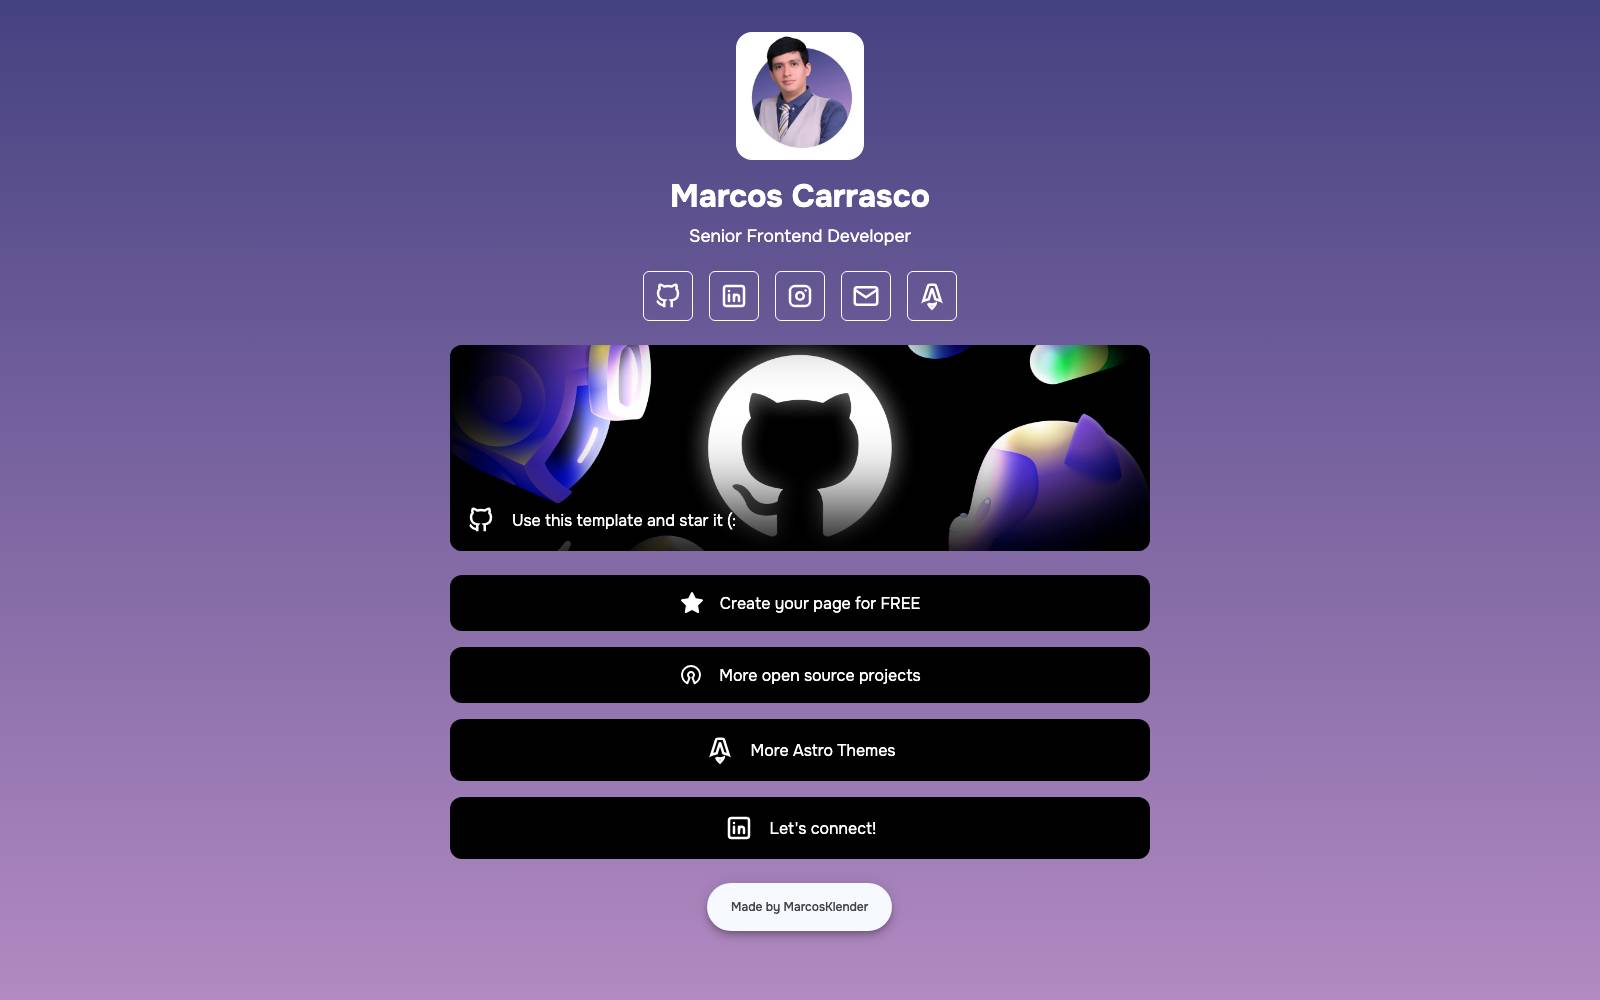 Marcos Carrasco
Senior Frontend Developer
Use this template and star it (:
Create your page for FREE
More open source projects
More Astro Themes
Let's connect!
Made by MarcosKlender